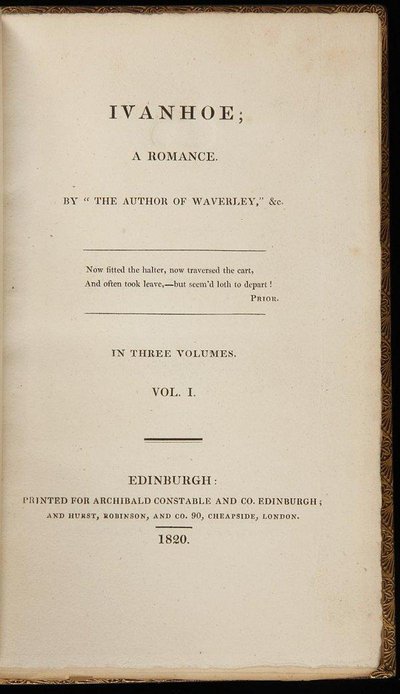 IVANHOE;
A ROMANCE.
BY “ THE AUTHOR OF WAVERLEY,” &c.
Now fitted the halter, now traversed the cart,
And often took leave,—but seem'd loth to depart !
PRIOR.
IN THREE VOLUMES.
VOL. I.
EDINBURGH :
PRINTED FOR ARCHIBALD CONSTABLE AND CO. EDINBURGH ;
AND HURST, ROBINSON, AND CO. 90, CHEAPSIDE, LONDON.
1820.